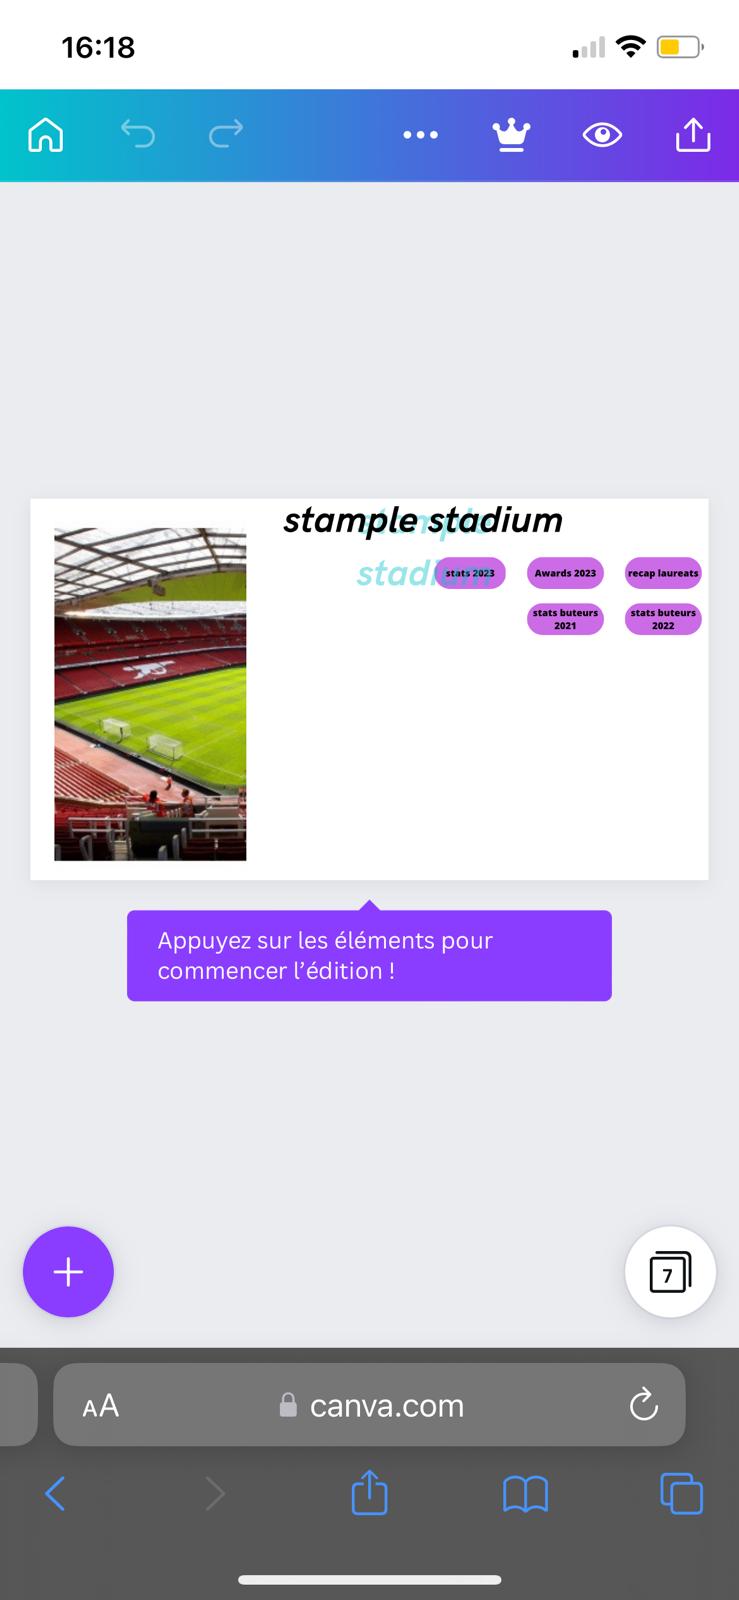 16:18
stample stadium
stample
stadium
stats 2023
Awards 2023
recap laureats
stats buteurs
2021
stats buteurs
2022
Appuyez sur les éléments pour
commencer l’édition !
7
AA
canva.com